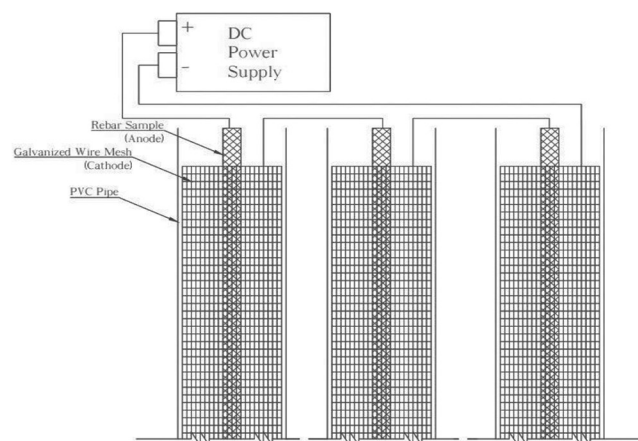 +
DC
Power
Supply
-
Rebar Sample
(Anode)
Galvanized Wire Mesh
(Cathode)
PVC Pipe